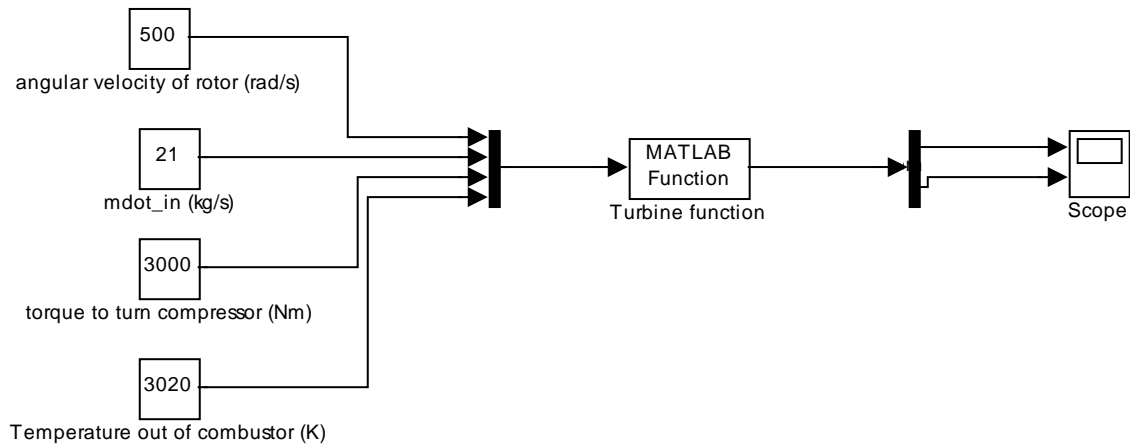 500
angular velocity of rotor (rad/s)
21
mdot_in (kg/s)
3000
torque to turn compressor (Nm)
3020
Temperature out of combustor (K)
MATLAB
Function
Turbine function
Scope